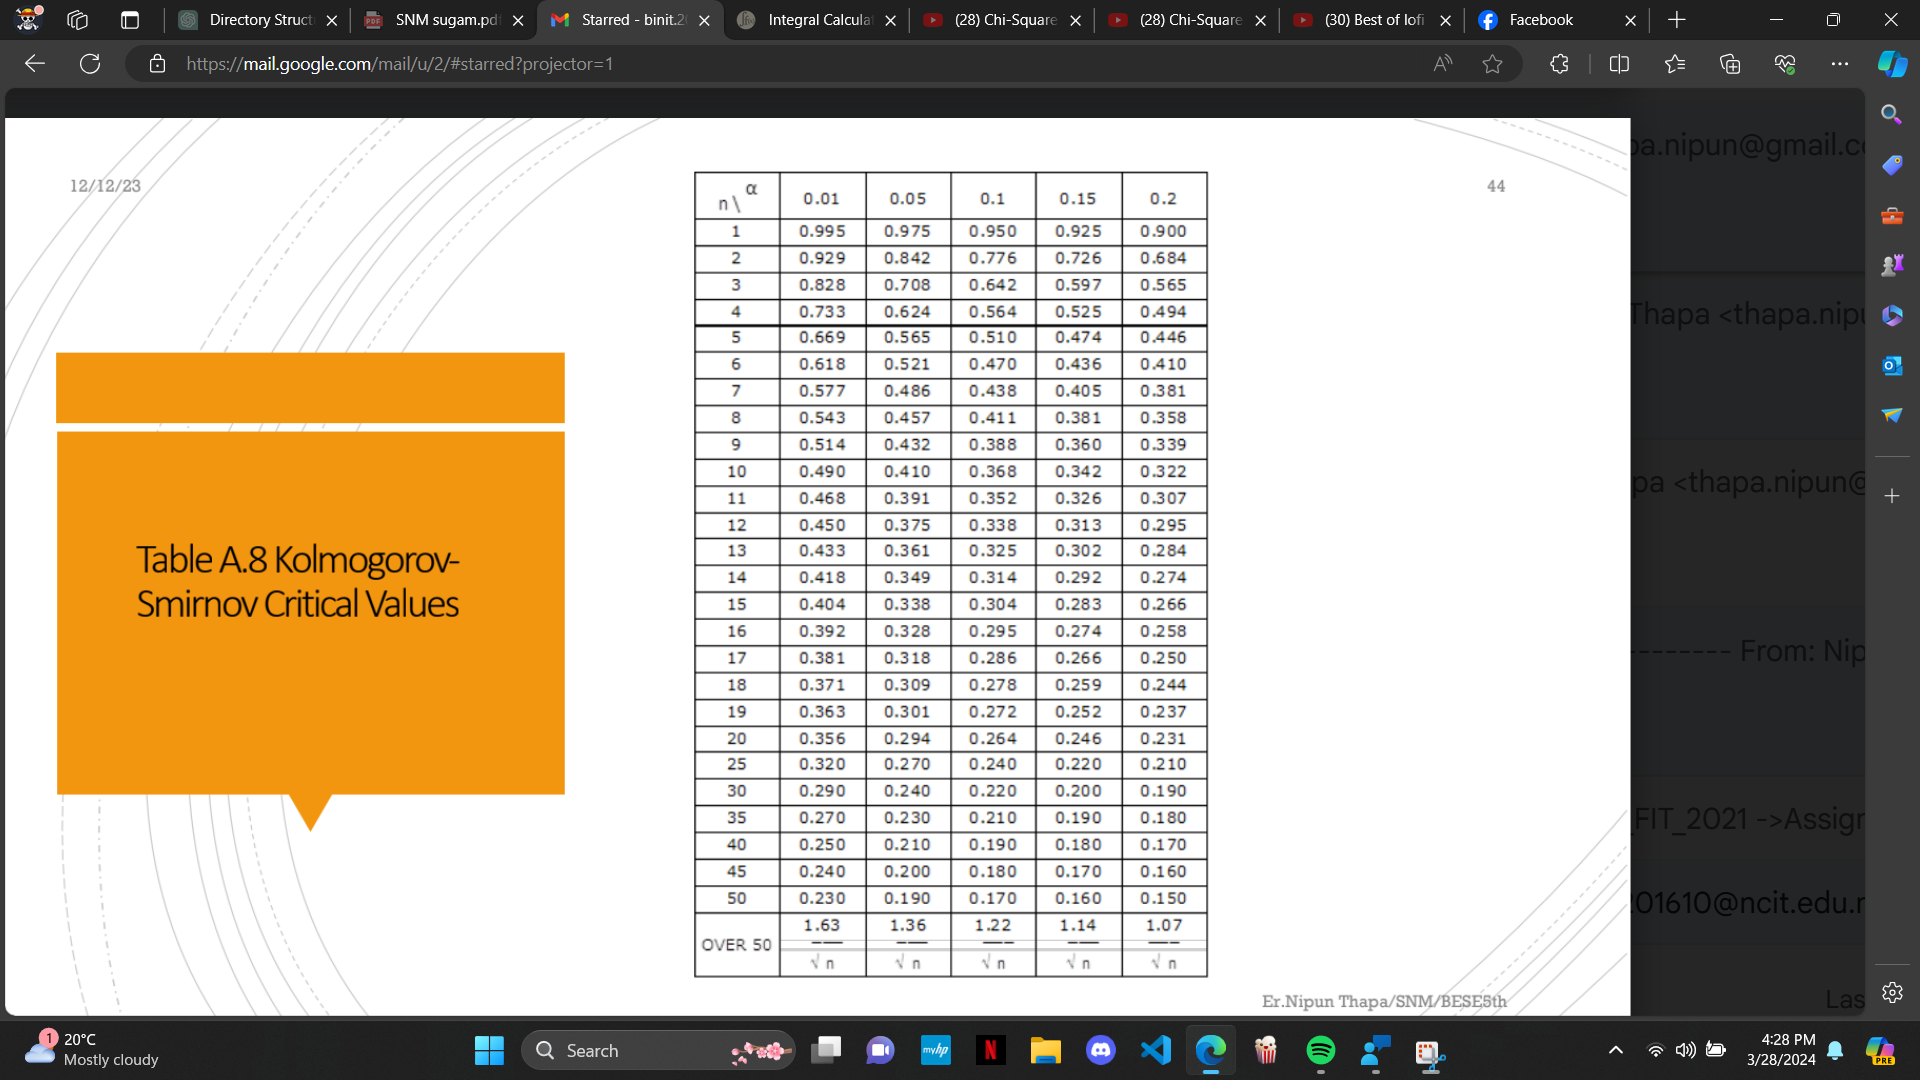 Directory Struct
SNM sugam.pdf
Starred - binit.20
Integral Calculat
(28) Chi-Square
(28) Chi-Square
(30) Best of lofi
Facebook
https://mail.google.com/mail/u/2/#starred?projector=1
12/12/23
44
Table A.8 Kolmogorov-
Smirnov Critical Values
n \ α 0.01 0.05 0.1 0.15 0.2
1 0.995 0.975 0.950 0.925 0.900
2 0.929 0.842 0.776 0.726 0.684
3 0.828 0.708 0.642 0.597 0.565
4 0.733 0.624 0.564 0.525 0.494
5 0.669 0.565 0.510 0.474 0.446
6 0.618 0.521 0.470 0.436 0.410
7 0.577 0.486 0.438 0.405 0.381
8 0.543 0.457 0.411 0.381 0.358
9 0.514 0.432 0.388 0.360 0.339
10 0.490 0.410 0.368 0.342 0.322
11 0.468 0.391 0.352 0.326 0.307
12 0.450 0.375 0.338 0.313 0.295
13 0.433 0.361 0.325 0.302 0.284
14 0.418 0.349 0.314 0.292 0.274
15 0.404 0.338 0.304 0.283 0.266
16 0.392 0.328 0.295 0.274 0.258
17 0.381 0.318 0.286 0.266 0.250
18 0.371 0.309 0.278 0.259 0.244
19 0.363 0.301 0.272 0.252 0.237
20 0.356 0.294 0.264 0.246 0.231
25 0.320 0.270 0.240 0.220 0.210
30 0.290 0.240 0.220 0.200 0.190
35 0.270 0.230 0.210 0.190 0.180
40 0.250 0.210 0.190 0.180 0.170
45 0.240 0.200 0.180 0.170 0.160
50 0.230 0.190 0.170 0.160 0.150
OVER 50 1.63 1.36 1.22 1.14 1.07
√ n √ n √ n √ n √ n
Er.Nipun Thapa/SNM/BESE5th
pa.nipun@gmail.c
Thapa <thapa.nipu
pa <thapa.nipun@
-------- From: Nip
_FIT_2021 ->Assign
201610@ncit.edu.n
Las
1
20°C
Mostly cloudy
Search
myhp
N
PRE
4:28 PM
3/28/2024